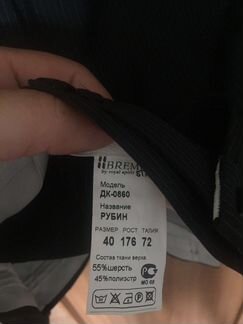 BREM
by royal spirit
Модель
ДК-0860
Название
РУБИН
РАЗМЕР РОСТ ТАЛИЯ
40 176 72
Состав ткани верха
55%шерсть
45%полиэстр